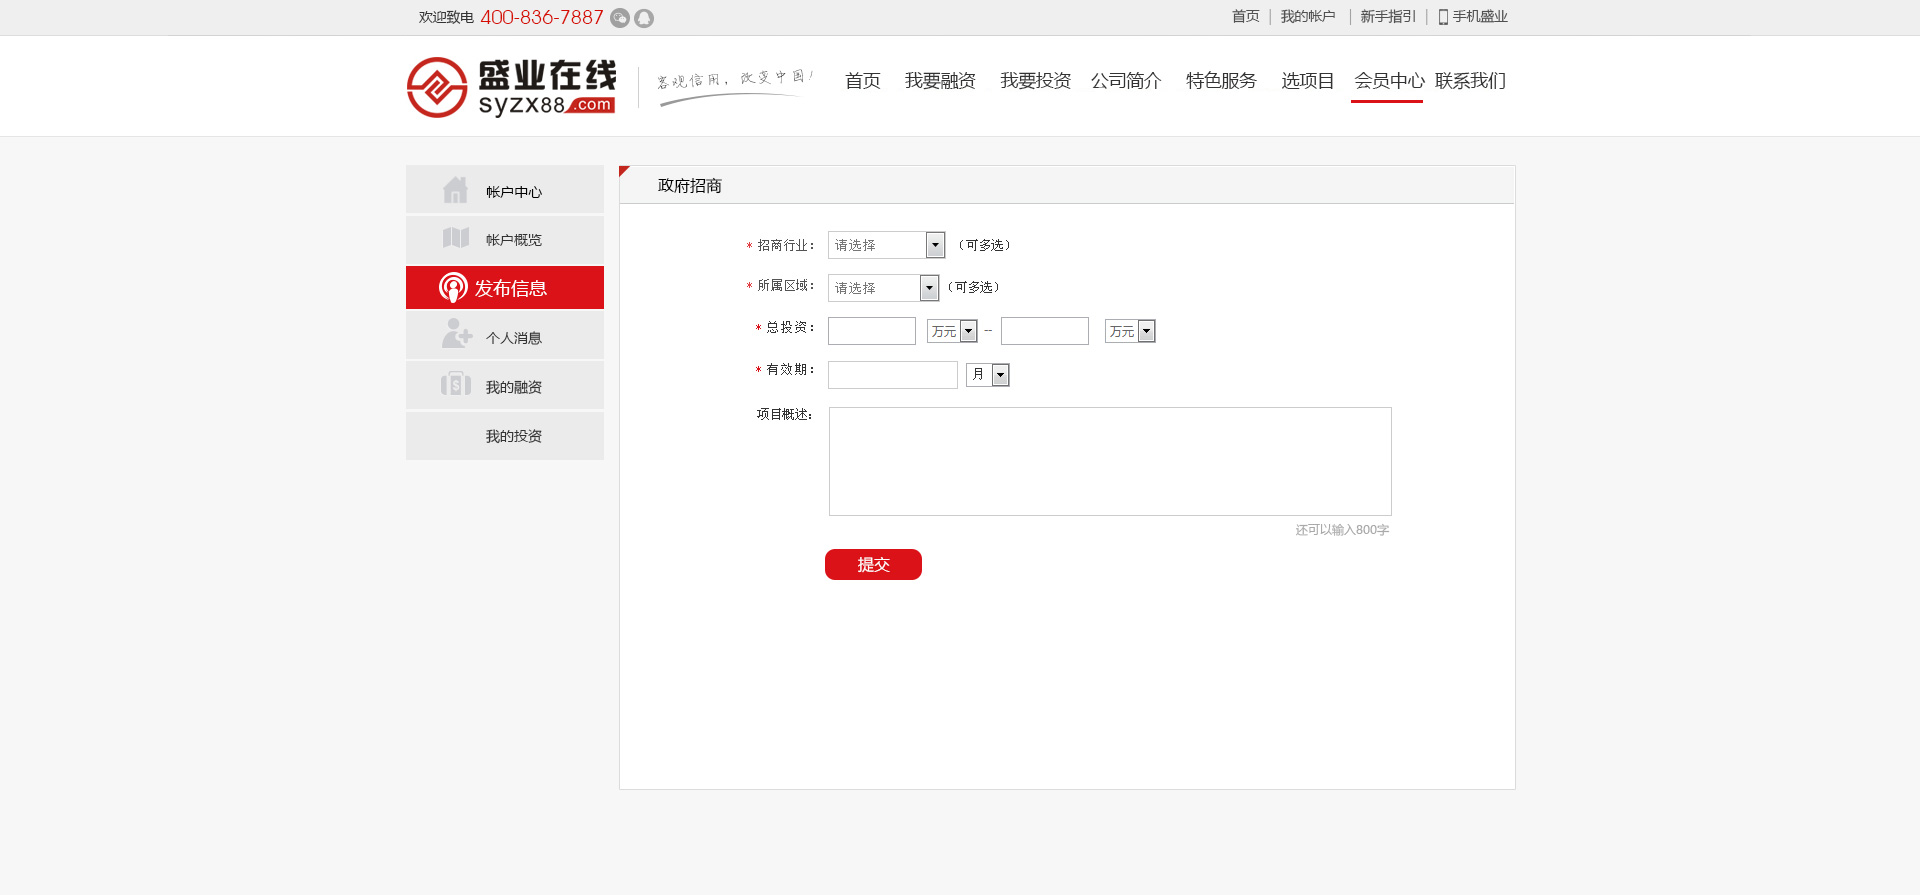 欢迎致电 400-836-7887
首页 | 我的帐户 | 新手指引 | 手机盛业
盛业在线
syzx88.com
客观信用，改变中国！
首页 我要融资 我要投资 公司简介 特色服务 选项目 会员中心 联系我们
帐户中心
帐户概览
发布信息
个人消息
我的融资
我的投资
政府招商
* 招商行业： 请选择 （可多选）
* 所属区域： 请选择 （可多选）
* 总投资： 万元 -- 万元
* 有效期： 月
项目概述：
还可以输入800字
提交